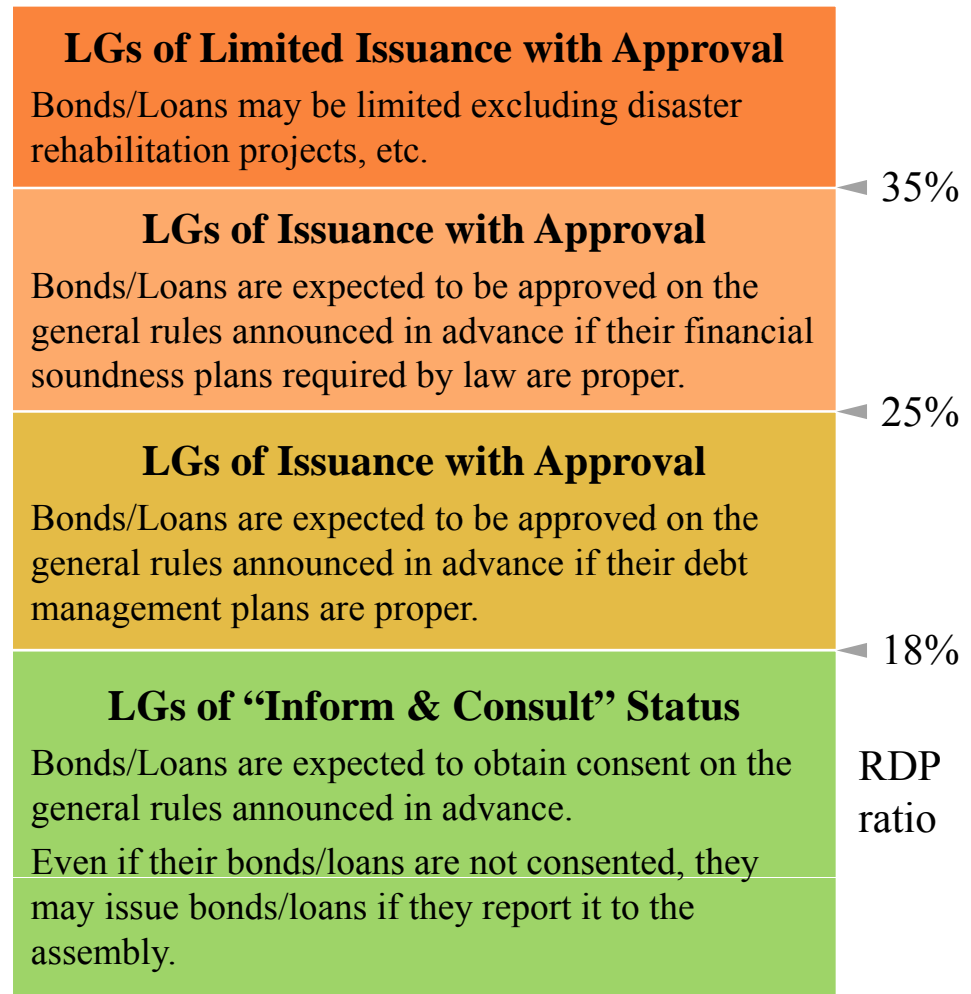 LGs of Limited Issuance with Approval
Bonds/Loans may be limited excluding disaster
rehabilitation projects, etc.
35%
LGs of Issuance with Approval
Bonds/Loans are expected to be approved on the
general rules announced in advance if their financial
soundness plans required by law are proper.
25%
LGs of Issuance with Approval
Bonds/Loans are expected to be approved on the
general rules announced in advance if their debt
management plans are proper.
18%
LGs of “Inform & Consult” Status
Bonds/Loans are expected to obtain consent on the
general rules announced in advance.
Even if their bonds/loans are not consented, they
may issue bonds/loans if they report it to the
assembly.
RDP
ratio